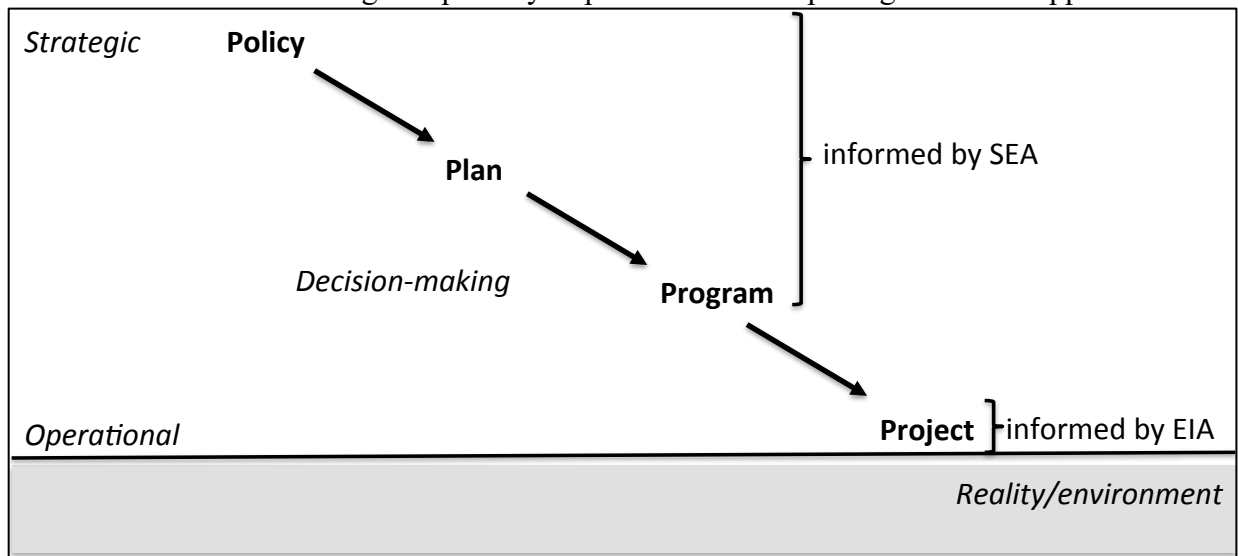 Strategic Policy
informed by SEA
Plan
Decision-making
Program
Operational
Project informed by EIA
Reality/environment